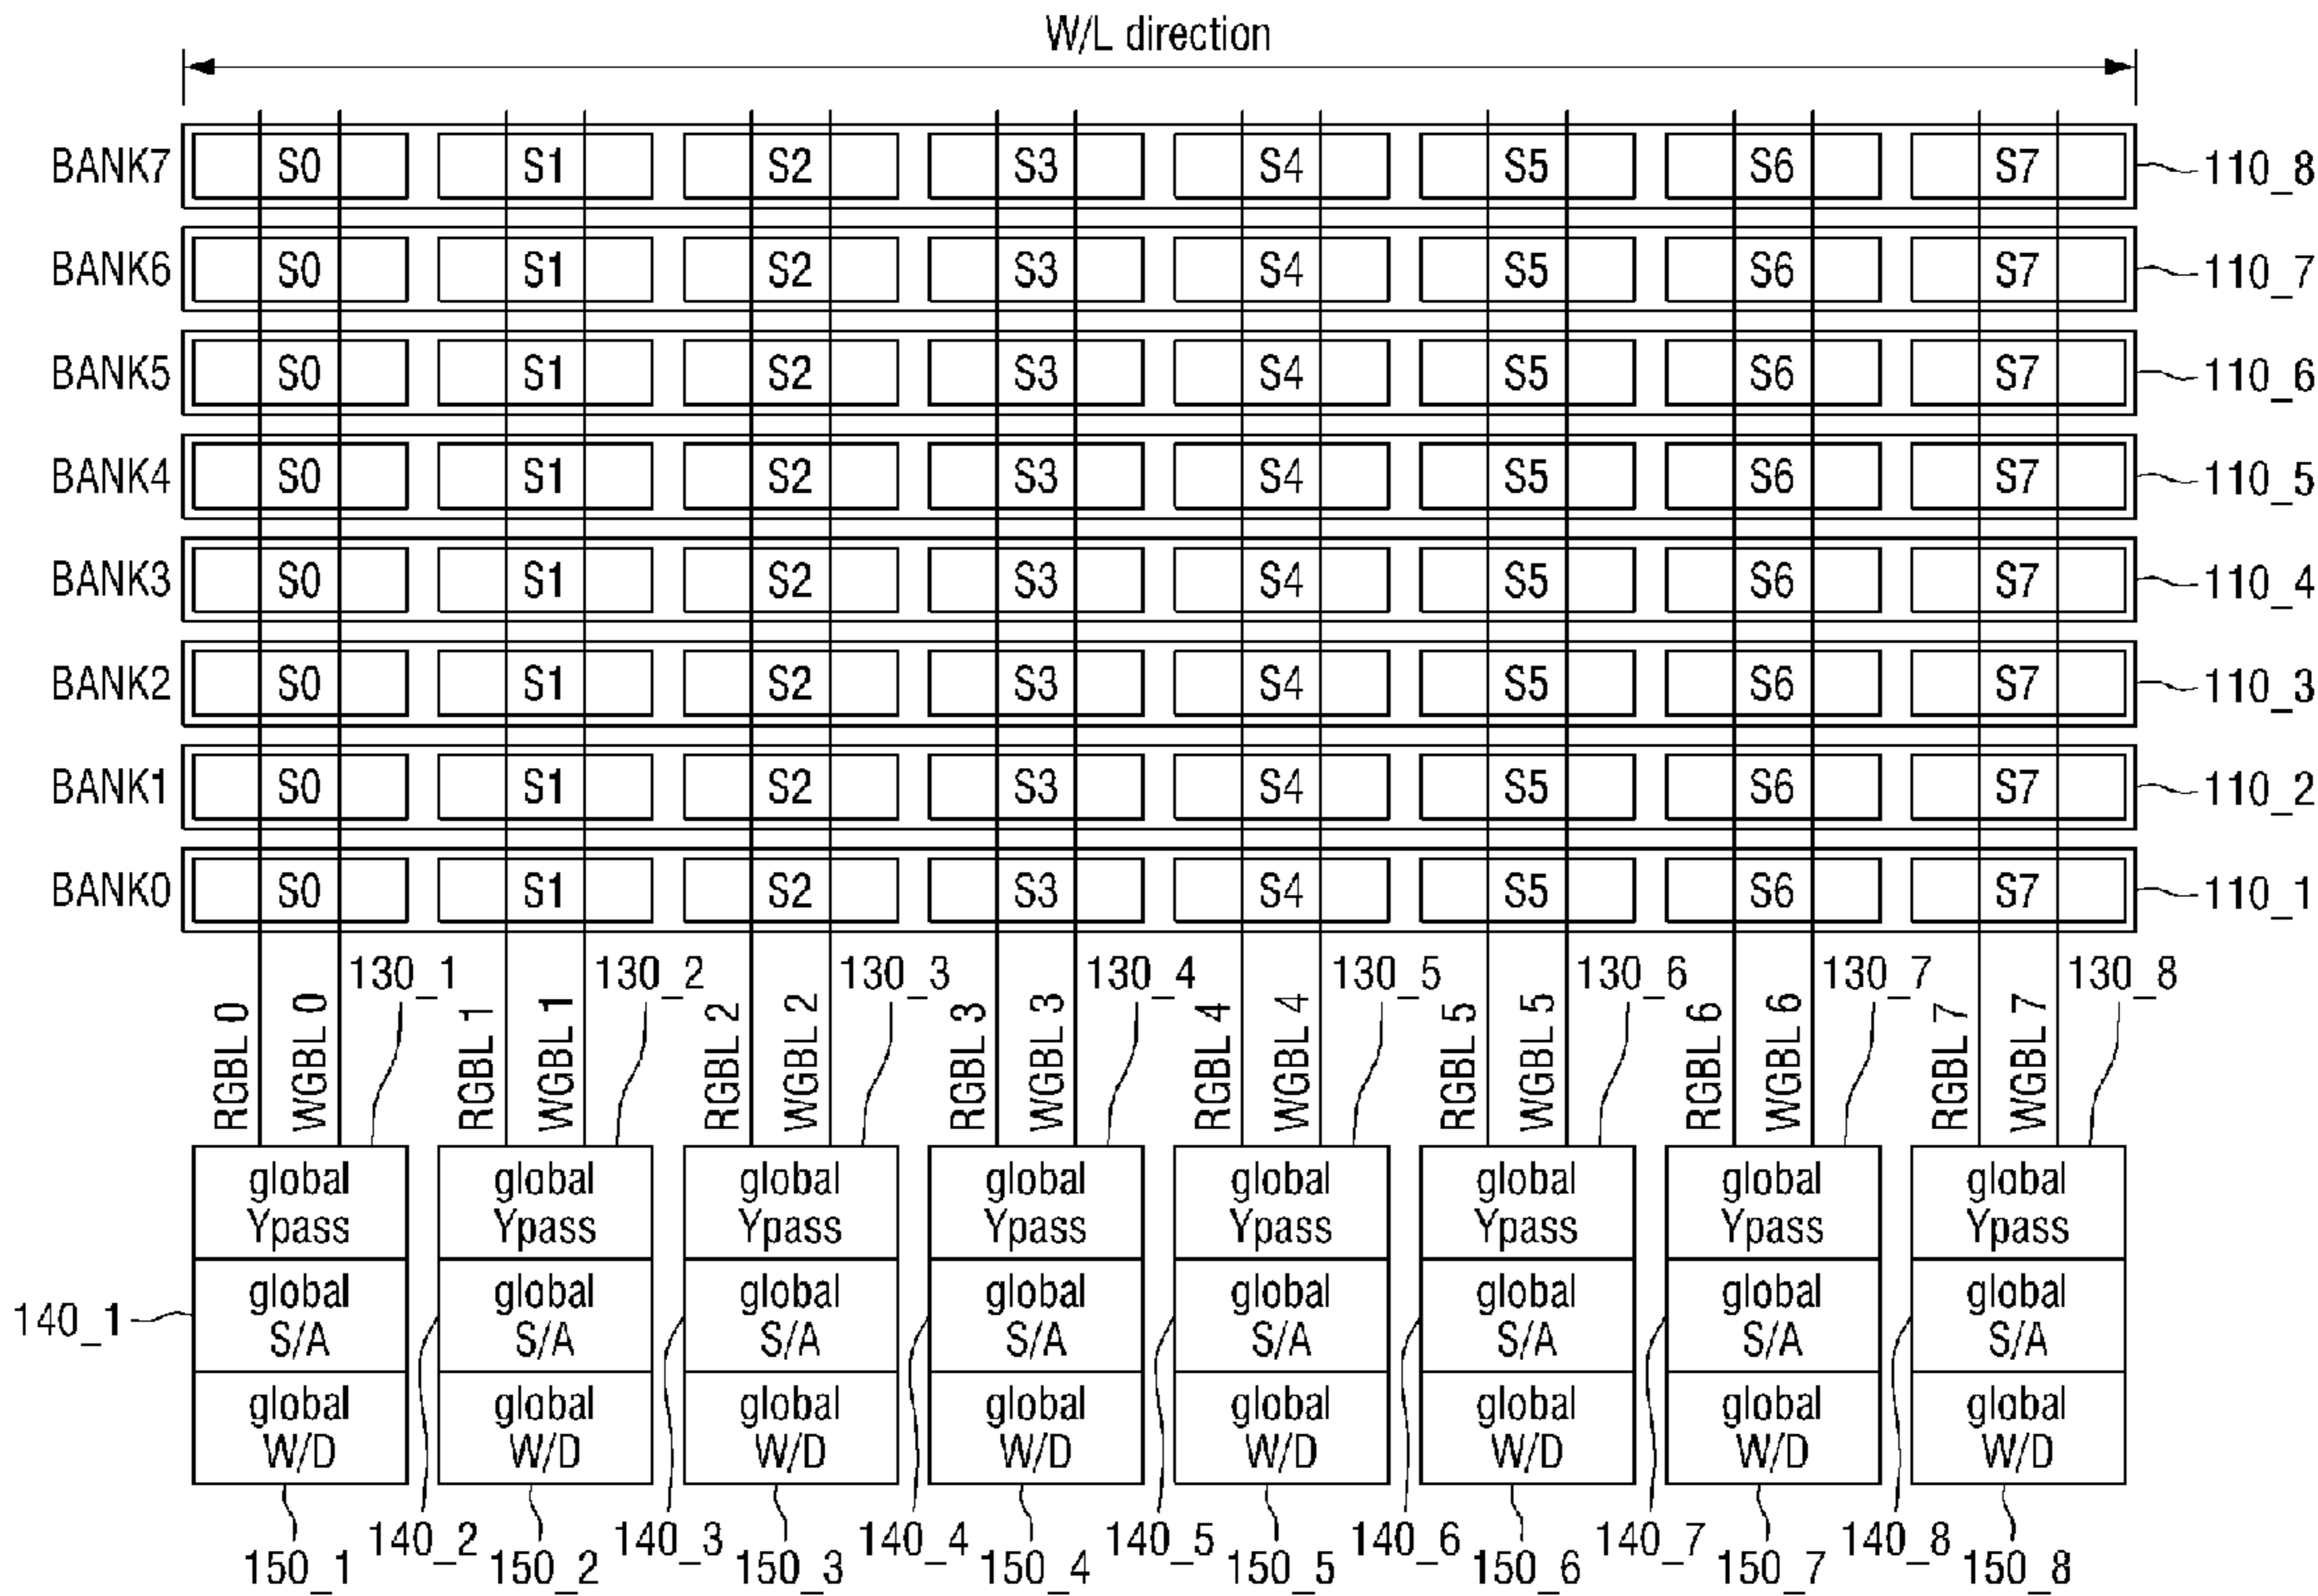 W/L direction
BANK7 S0 S1 S2 S3 S4 S5 S6 S7 110_8
BANK6 S0 S1 S2 S3 S4 S5 S6 S7 110_7
BANK5 S0 S1 S2 S3 S4 S5 S6 S7 110_6
BANK4 S0 S1 S2 S3 S4 S5 S6 S7 110_5
BANK3 S0 S1 S2 S3 S4 S5 S6 S7 110_4
BANK2 S0 S1 S2 S3 S4 S5 S6 S7 110_3
BANK1 S0 S1 S2 S3 S4 S5 S6 S7 110_2
BANK0 S0 S1 S2 S3 S4 S5 S6 S7 110_1
130_1 130_2 130_3 130_4 130_5 130_6 130_7 130_8
RGBL 0 WGBL 0 RGBL 1 WGBL 1 RGBL 2 WGBL 2 RGBL 3 WGBL 3 RGBL 4 WGBL 4 RGBL 5 WGBL 5 RGBL 6 WGBL 6 RGBL 7 WGBL 7
global global global global global global global global
Ypass Ypass Ypass Ypass Ypass Ypass Ypass Ypass
global global global global global global global global
140_1 S/A S/A S/A S/A S/A S/A S/A S/A
global global global global global global global global
W/D W/D W/D W/D W/D W/D W/D W/D
140_2 140_3 140_4 140_5 140_6 140_7 140_8
150_1 150_2 150_3 150_4 150_5 150_6 150_7 150_8